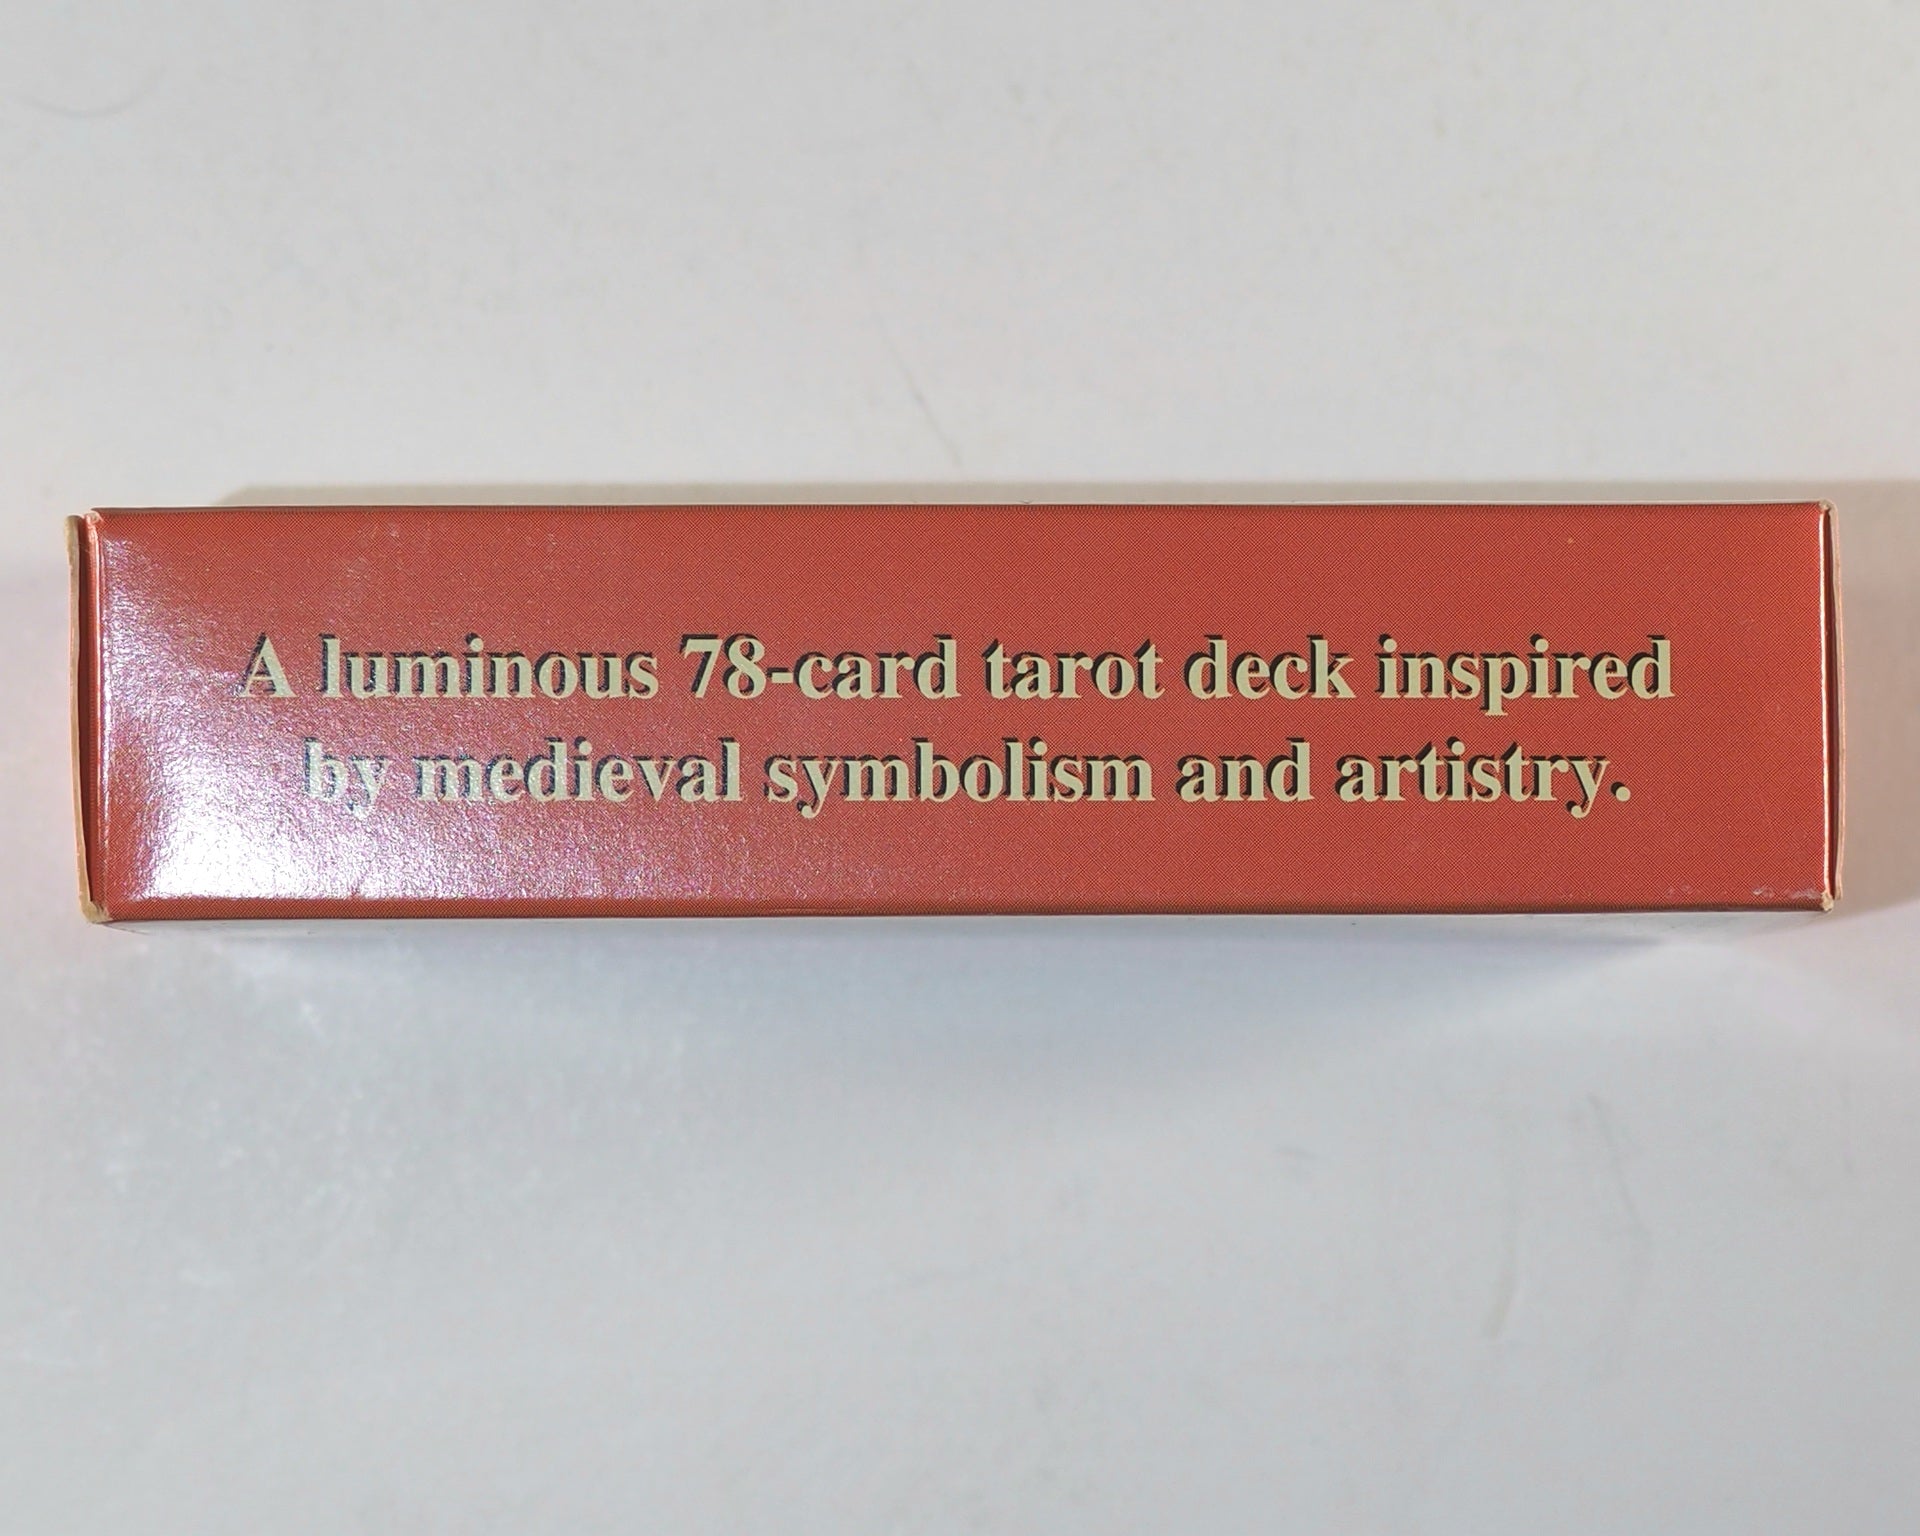 A luminous 78-card tarot deck inspired
by medieval symbolism and artistry.